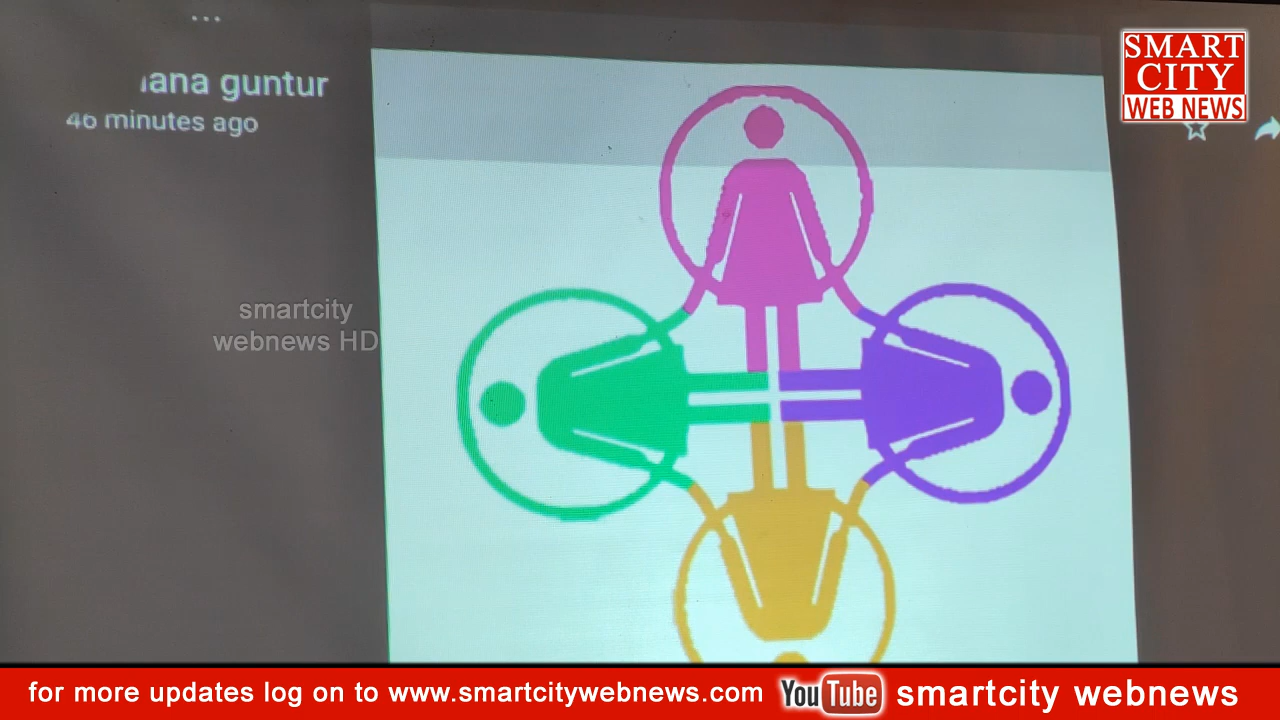 guntur
46 minutes ago
SMART
CITY
WEB NEWS
smartcity
webnews HD
for more updates log on to www.smartcitywebnews.com YouTube smartcity webnews